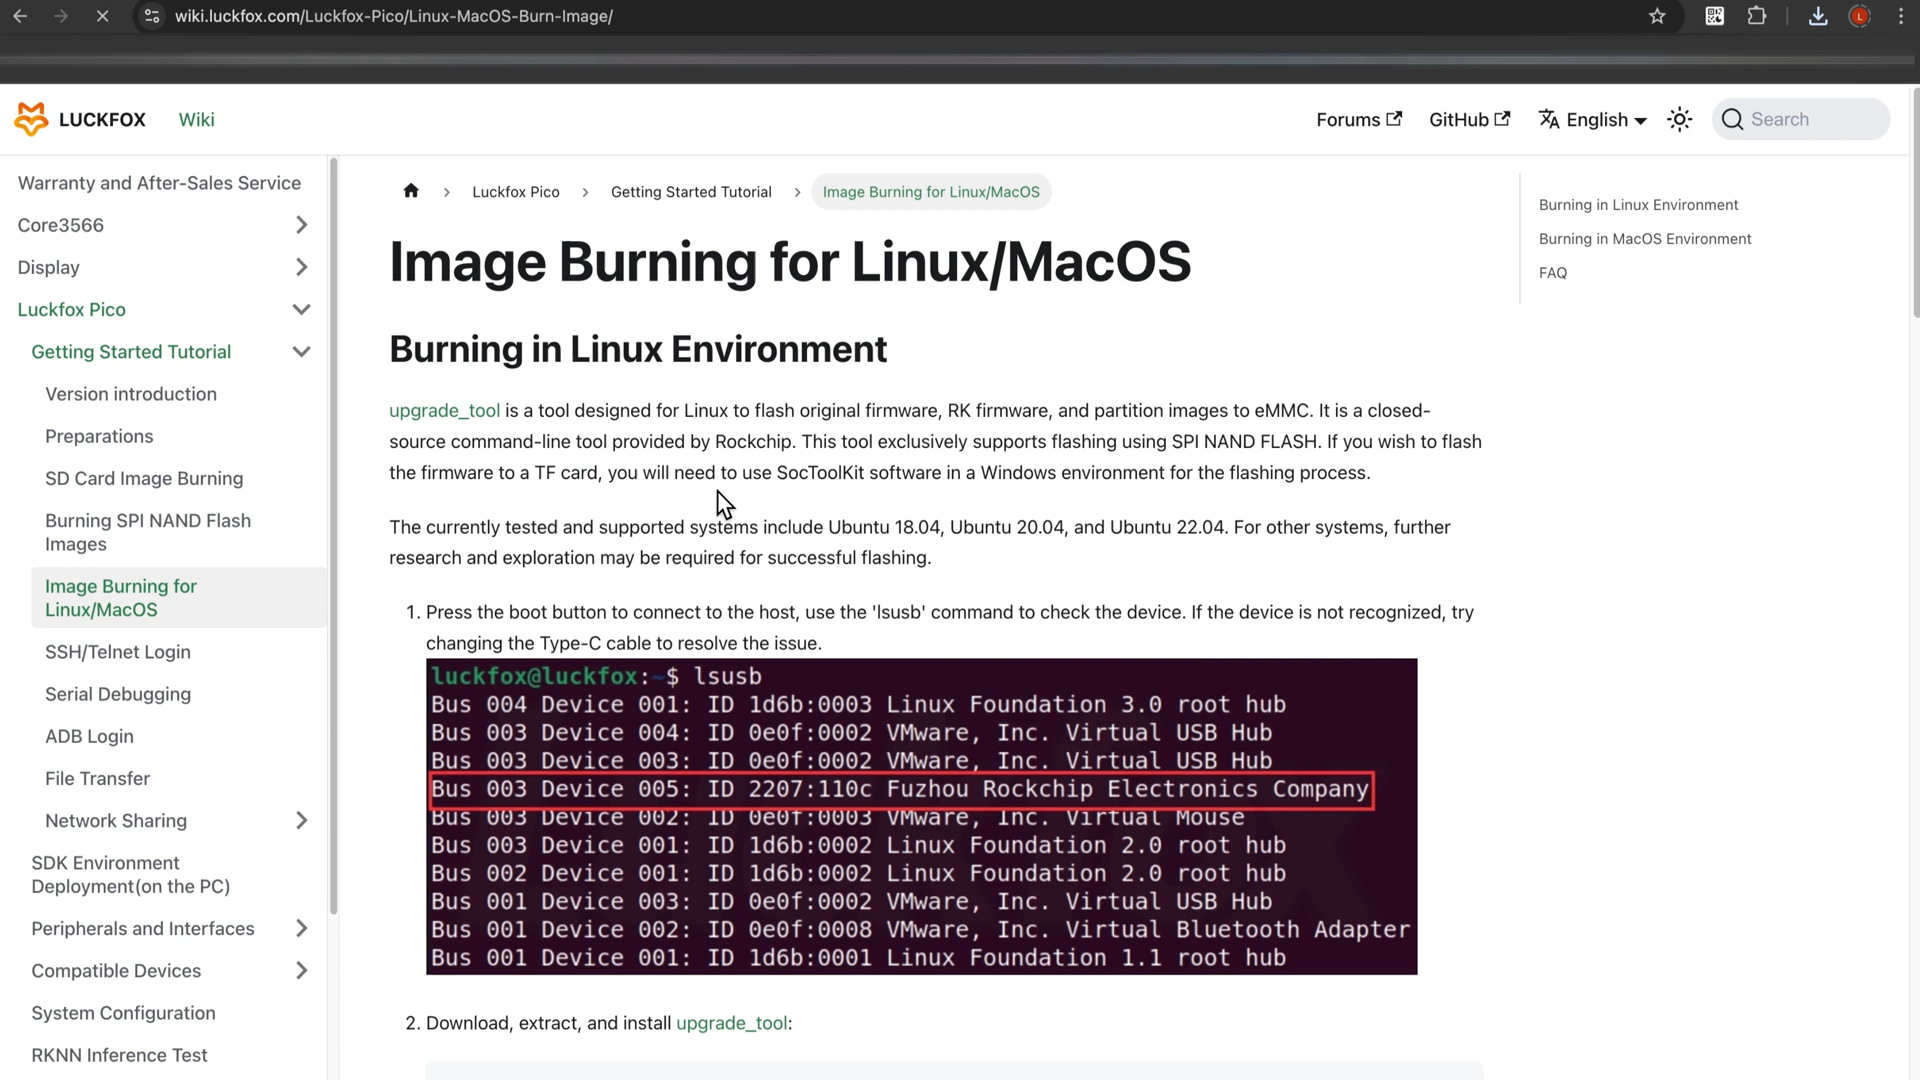 wiki.luckfox.com/Luckfox-Pico/Linux-MacOS-Burn-Image/
L
LUCKFOX
Wiki
Forums
GitHub
English
Search
Warranty and After-Sales Service
Core3566
Display
Luckfox Pico
Getting Started Tutorial
Version introduction
Preparations
SD Card Image Burning
Burning SPI NAND Flash
Images
Image Burning for
Linux/MacOS
SSH/Telnet Login
Serial Debugging
ADB Login
File Transfer
Network Sharing
SDK Environment
Deployment(on the PC)
Peripherals and Interfaces
Compatible Devices
System Configuration
RKNN Inference Test
Luckfox Pico
Getting Started Tutorial
Image Burning for Linux/MacOS
Image Burning for Linux/MacOS
Burning in Linux Environment
upgrade_tool is a tool designed for Linux to flash original firmware, RK firmware, and partition images to eMMC. It is a closed-
source command-line tool provided by Rockchip. This tool exclusively supports flashing using SPI NAND FLASH. If you wish to flash
the firmware to a TF card, you will need to use SocToolKit software in a Windows environment for the flashing process.
The currently tested and supported systems include Ubuntu 18.04, Ubuntu 20.04, and Ubuntu 22.04. For other systems, further
research and exploration may be required for successful flashing.
1. Press the boot button to connect to the host, use the 'lsusb' command to check the device. If the device is not recognized, try
changing the Type-C cable to resolve the issue.
luckfox@luckfox:~$ lsusb
Bus 004 Device 001: ID 1d6b:0003 Linux Foundation 3.0 root hub
Bus 003 Device 004: ID 0e0f:0002 VMware, Inc. Virtual USB Hub
Bus 003 Device 003: ID 0e0f:0002 VMware, Inc. Virtual USB Hub
Bus 003 Device 005: ID 2207:110c Fuzhou Rockchip Electronics Company
Bus 003 Device 002: ID 0e0f:0003 VMware, Inc. Virtual Mouse
Bus 003 Device 001: ID 1d6b:0002 Linux Foundation 2.0 root hub
Bus 002 Device 001: ID 1d6b:0002 Linux Foundation 2.0 root hub
Bus 001 Device 003: ID 0e0f:0002 VMware, Inc. Virtual USB Hub
Bus 001 Device 002: ID 0e0f:0008 VMware, Inc. Virtual Bluetooth Adapter
Bus 001 Device 001: ID 1d6b:0001 Linux Foundation 1.1 root hub
2. Download, extract, and install upgrade_tool:
Burning in Linux Environment
Burning in MacOS Environment
FAQ